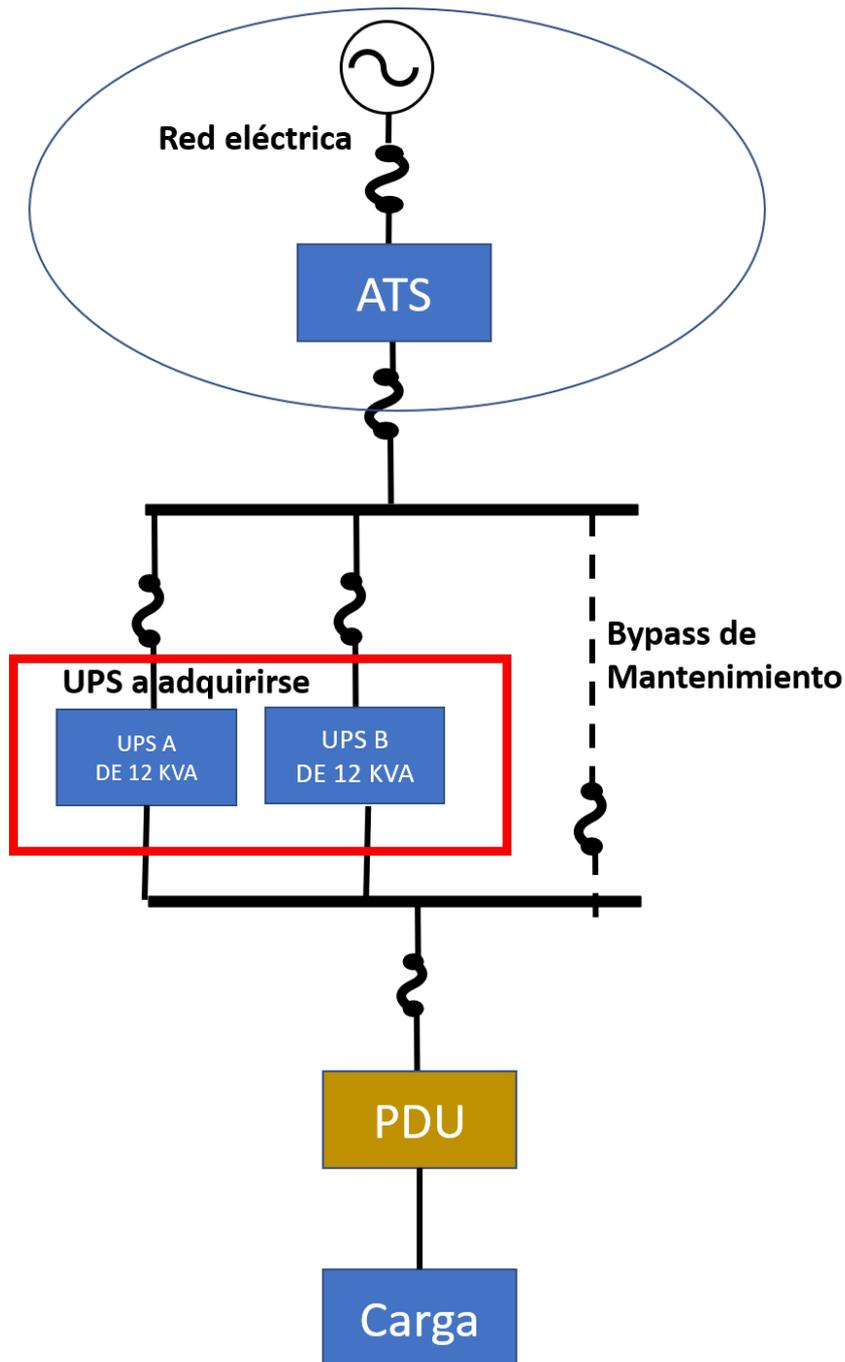 Red eléctrica
ATS
Bypass de
Mantenimiento
UPS a adquirirse
UPS A
DE 12 KVA
UPS B
DE 12 KVA
PDU
Carga